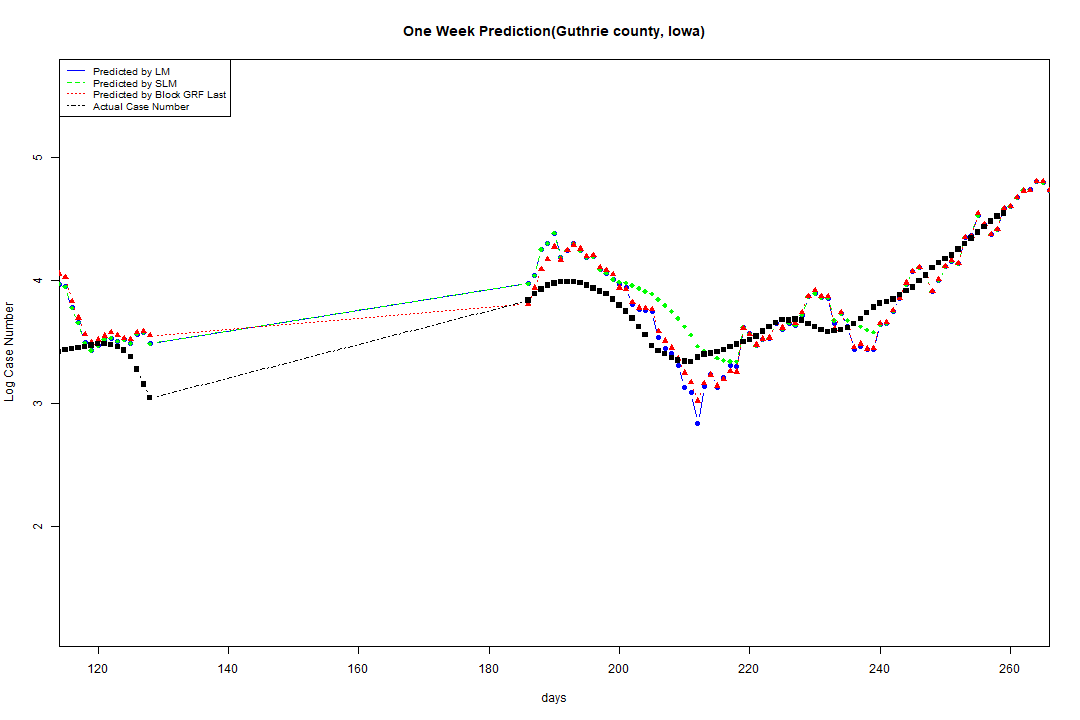 One Week Prediction(Guthrie county, Iowa)
Predicted by LM
Predicted by SLM
Predicted by Block GRF Last
Actual Case Number
5
4
3
2
Log Case Number
120 140 160 180 200 220 240 260
days